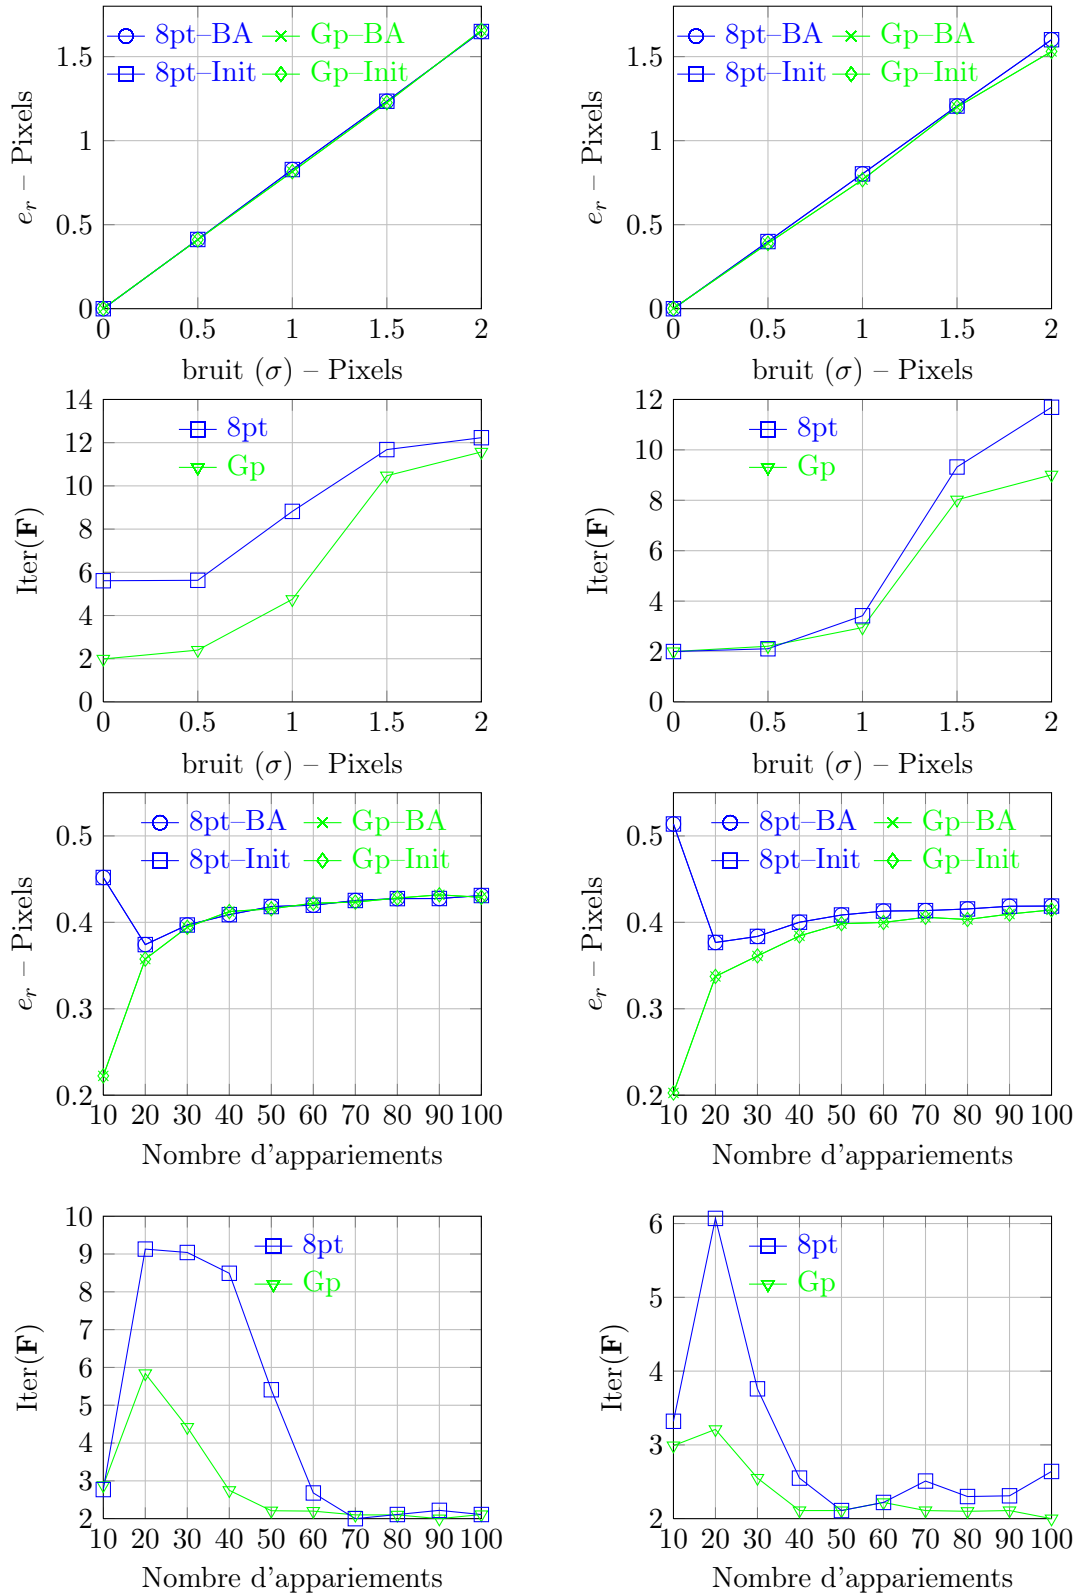 8pt–BA Gp–BA
8pt–Init Gp–Init
e_r – Pixels
1.5
1
0.5
0
0 0.5 1 1.5 2
bruit (σ) – Pixels
8pt–BA Gp–BA
8pt–Init Gp–Init
e_r – Pixels
1.5
1
0.5
0
0 0.5 1 1.5 2
bruit (σ) – Pixels
8pt
Gp
Iter(F)
14
12
10
8
6
4
2
0
0 0.5 1 1.5 2
bruit (σ) – Pixels
8pt
Gp
Iter(F)
12
10
8
6
4
2
0
0 0.5 1 1.5 2
bruit (σ) – Pixels
8pt–BA Gp–BA
8pt–Init Gp–Init
e_r – Pixels
0.5
0.4
0.3
0.2
10 20 30 40 50 60 70 80 90 100
Nombre d'appariements
8pt–BA Gp–BA
8pt–Init Gp–Init
e_r – Pixels
0.5
0.4
0.3
0.2
10 20 30 40 50 60 70 80 90 100
Nombre d'appariements
8pt
Gp
Iter(F)
10
9
8
7
6
5
4
3
2
10 20 30 40 50 60 70 80 90 100
Nombre d'appariements
8pt
Gp
Iter(F)
6
5
4
3
2
10 20 30 40 50 60 70 80 90 100
Nombre d'appariements